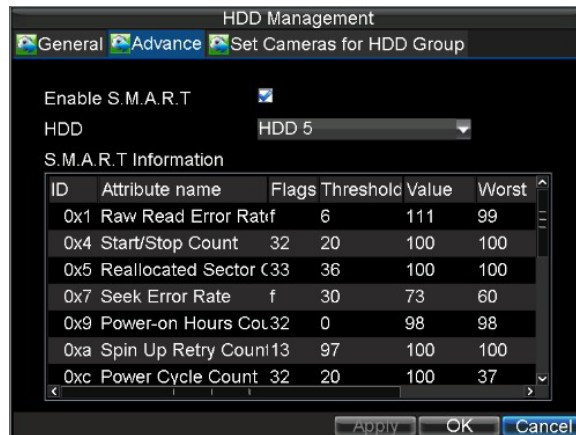 HDD Management
General Advance Set Cameras for HDD Group
Enable S.M.A.R.T
HDD HDD 5
S.M.A.R.T Information
ID Attribute name Flags Threshold Value Worst
0x1 Raw Read Error Rat f 6 111 99
0x4 Start/Stop Count 32 20 100 100
0x5 Reallocated Sector C 33 36 100 100
0x7 Seek Error Rate f 30 73 60
0x9 Power-on Hours Cou 32 0 98 98
0xa Spin Up Retry Count 13 97 100 100
0xc Power Cycle Count 32 20 100 37
Apply OK Cancel